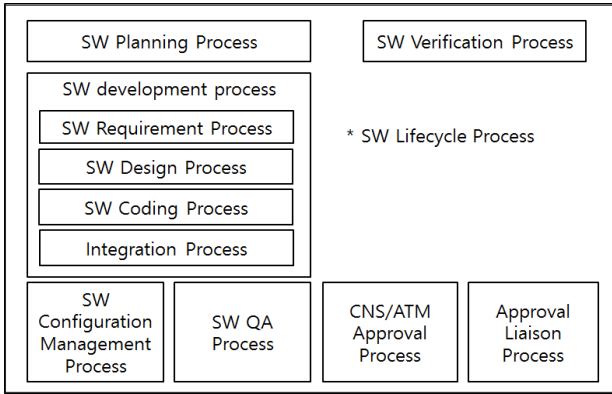 SW Planning Process
SW Verification Process
SW development process
SW Requirement Process
SW Design Process
SW Coding Process
Integration Process
* SW Lifecycle Process
SW
Configuration
Management
Process
SW QA
Process
CNS/ATM
Approval
Process
Approval
Liaison
Process